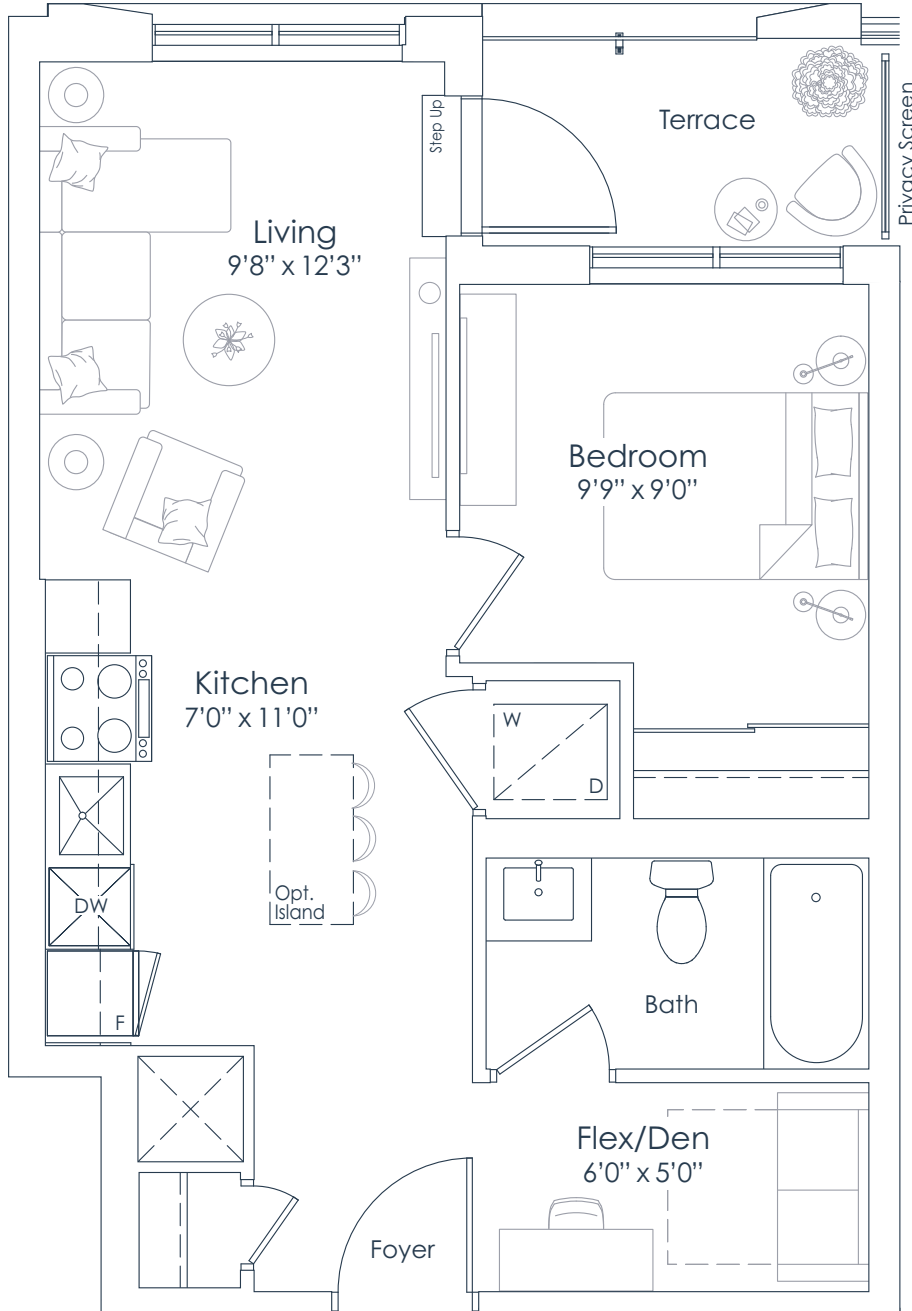 Step Up
Terrace
Privacy Screen
Living
9’8” x 12’3”
Bedroom
9’9” x 9’0”
Kitchen
7’0” x 11’0”
W
D
Opt.
Island
DW
F
Bath
Flex/Den
6’0” x 5’0”
Foyer